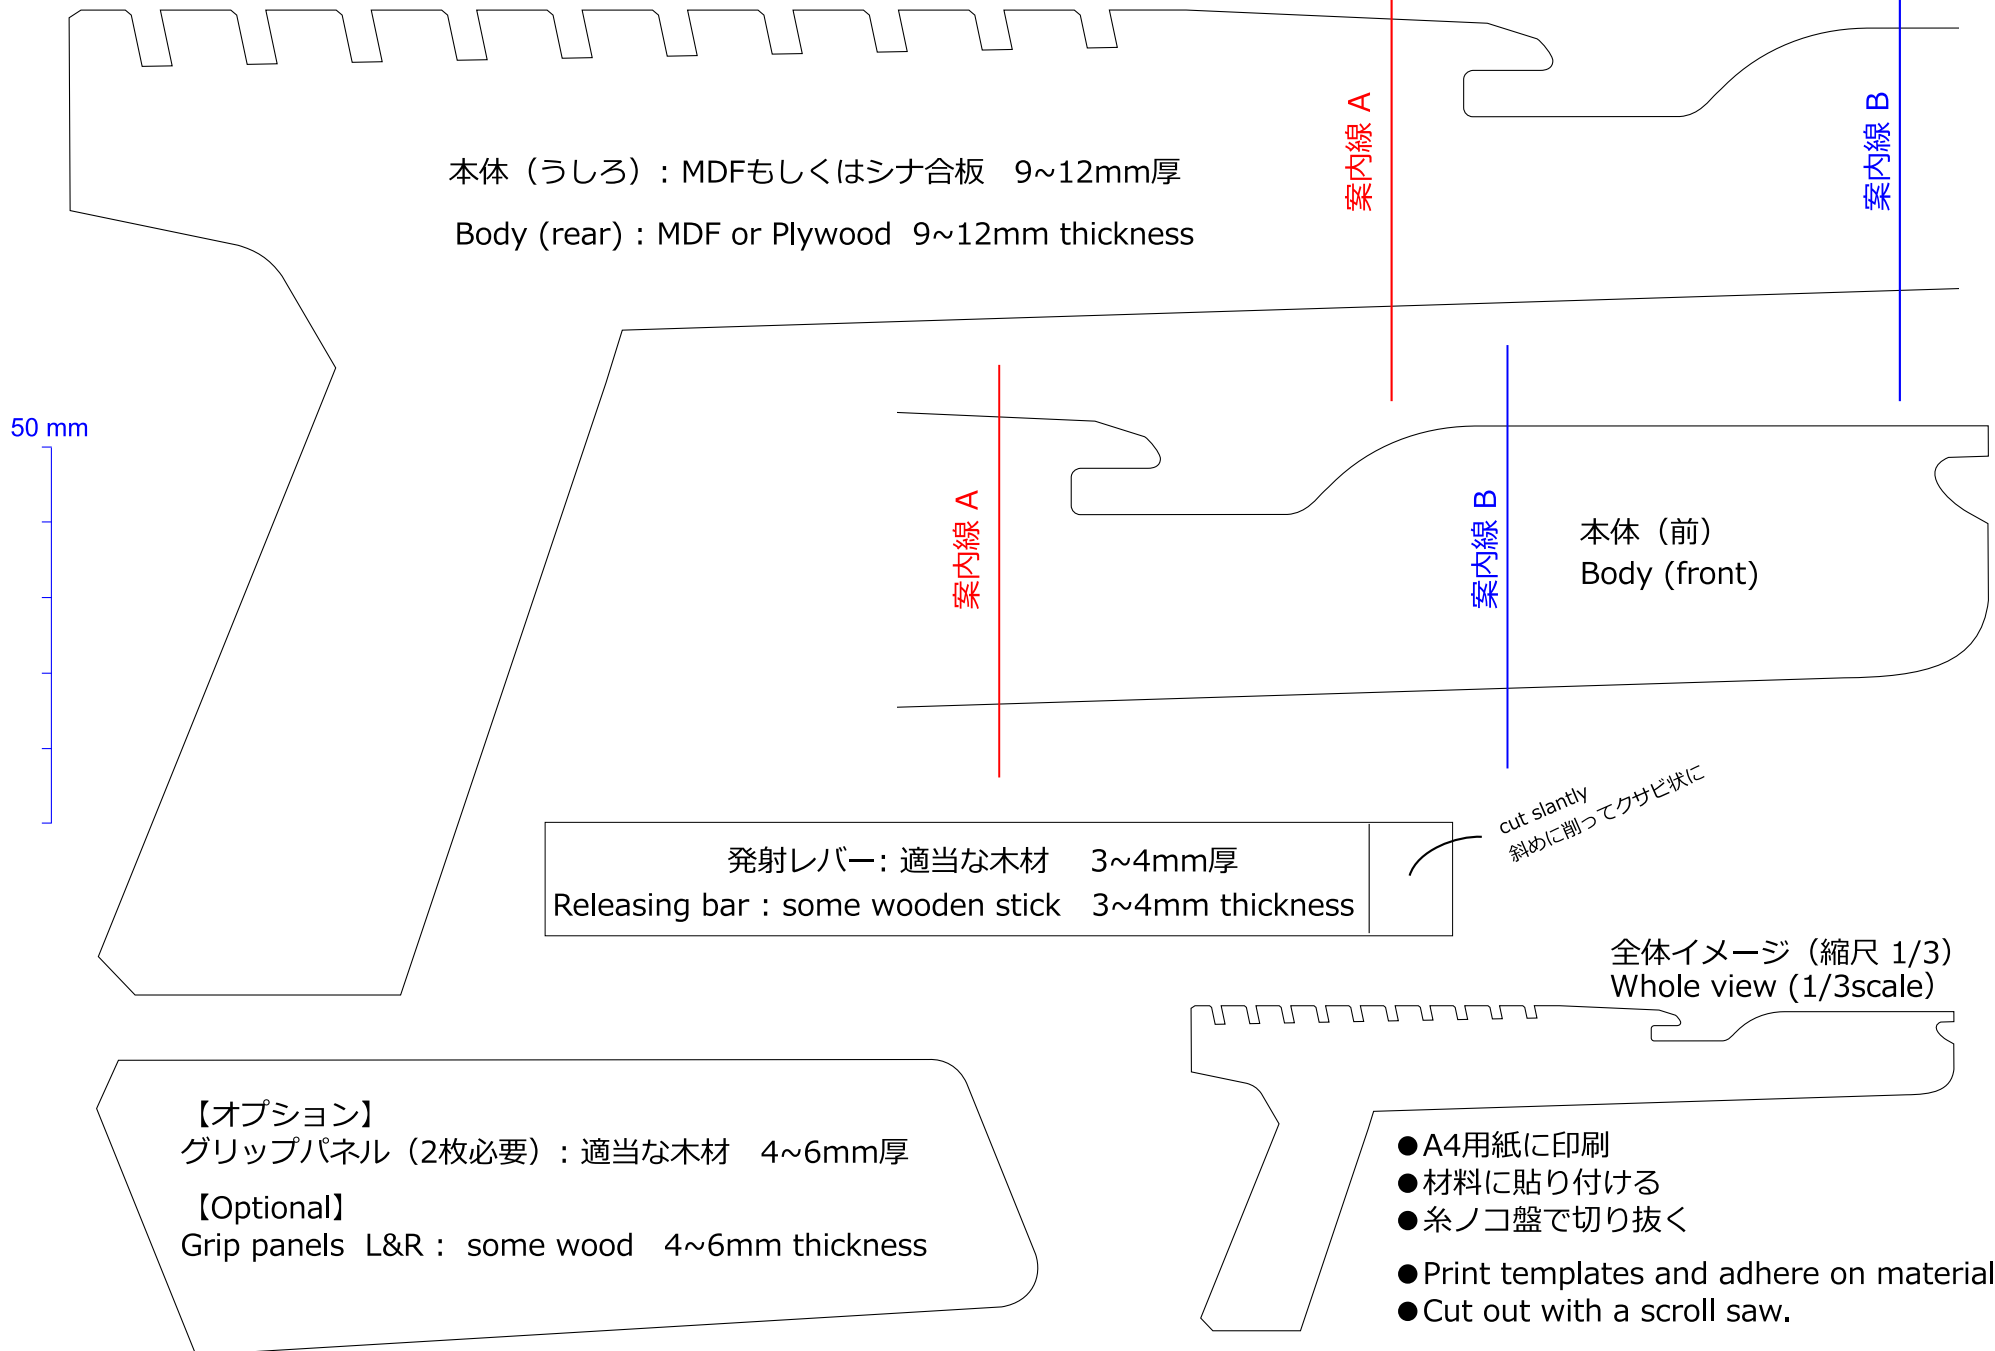 本体（うしろ）: MDFもしくはシナ合板　9~12mm厚
Body (rear) : MDF or Plywood  9~12mm thickness
案内線 A
案内線 B
50 mm
案内線 A
案内線 B
本体（前）
Body (front)
cut slantly
斜めに削ってクサビ状に
発射レバー: 適当な木材　3~4mm厚
Releasing bar : some wooden stick   3~4mm thickness
全体イメージ（縮尺 1/3）
Whole view (1/3scale）
【オプション】
グリップパネル（2枚必要）: 適当な木材　4~6mm厚
【Optional】
Grip panels  L&R :  some wood   4~6mm thickness
●A4用紙に印刷
●材料に貼り付ける
●糸ノコ盤で切り抜く
●Print templates and adhere on material
●Cut out with a scroll saw.